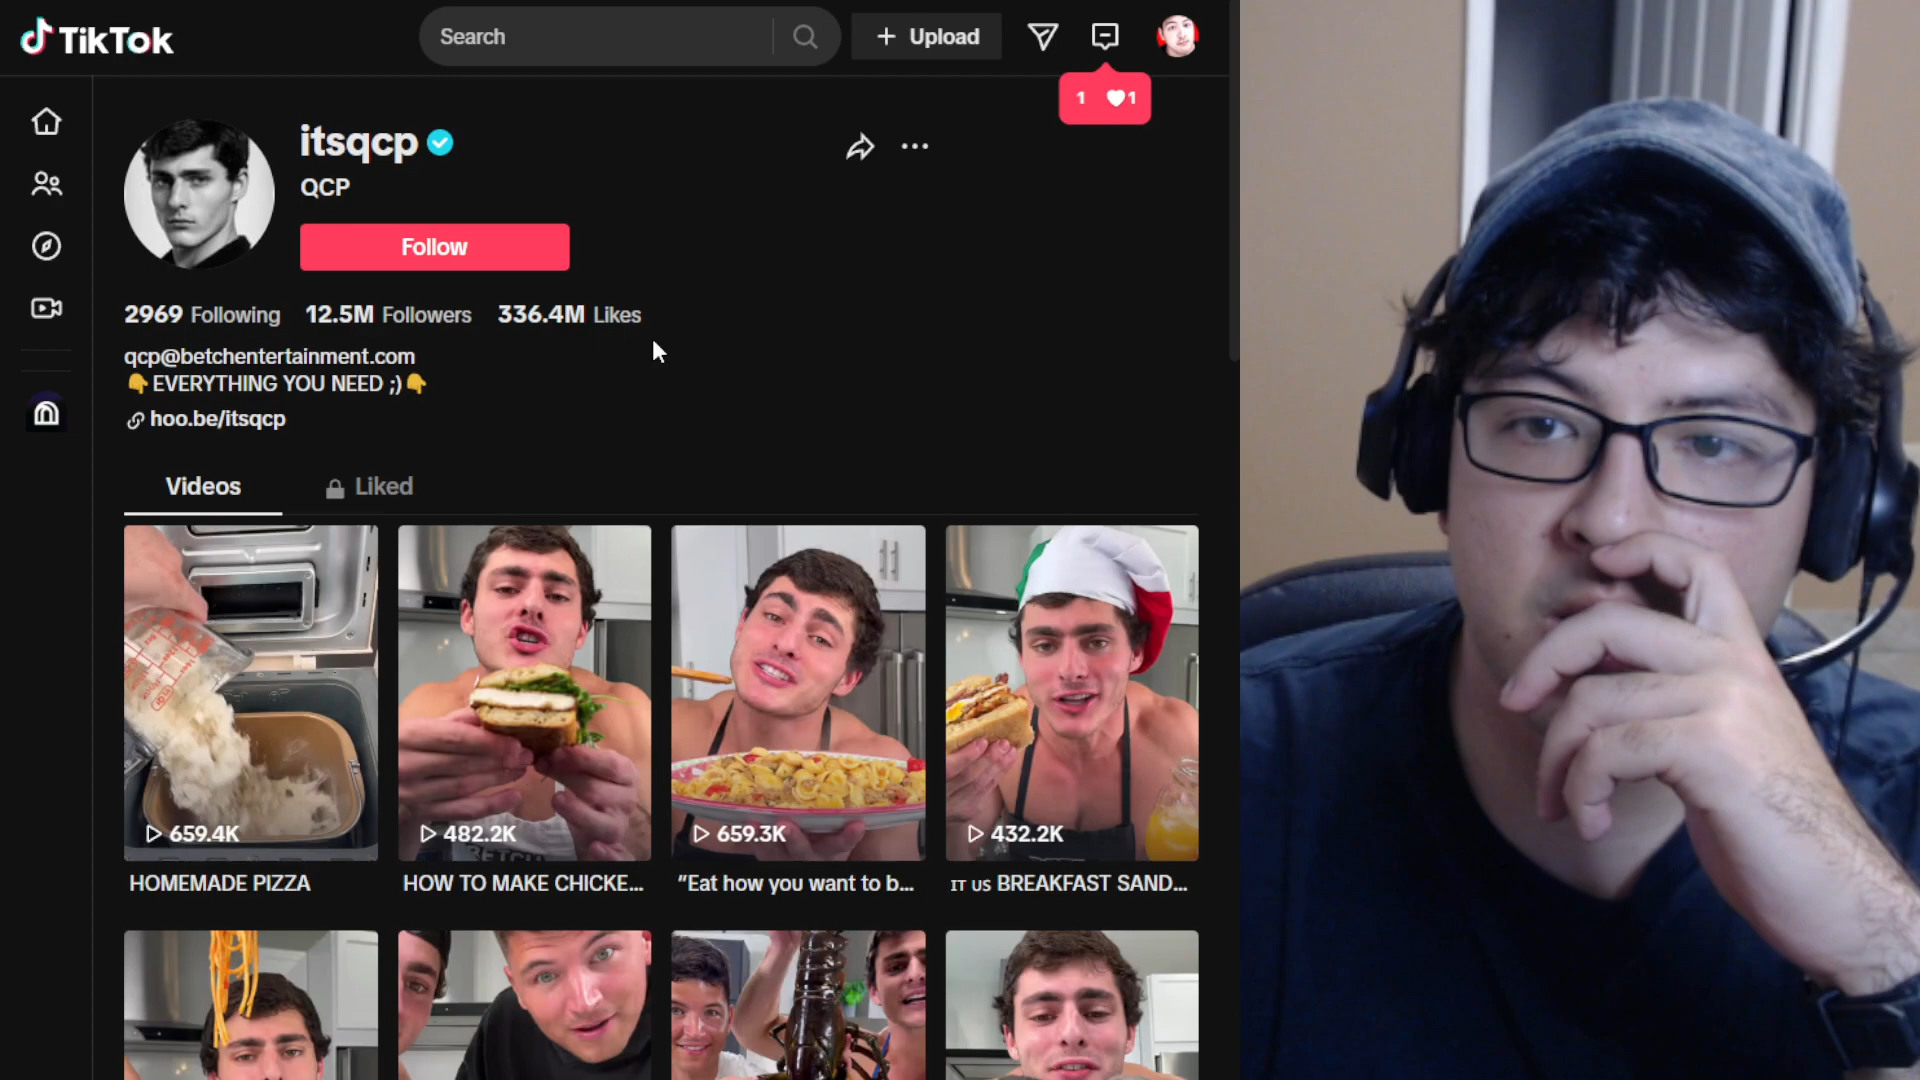 TikTok
Search
Upload
1 1
itsqcp
QCP
Follow
2969 Following 12.5M Followers 336.4M Likes
qcp@betchentertainment.com
👇EVERYTHING YOU NEED ;)👇
hoo.be/itsqcp
Videos
Liked
659.4K
482.2K
659.3K
432.2K
HOMEMADE PIZZA
HOW TO MAKE CHICKE...
“Eat how you want to b...
IT US BREAKFAST SAND...